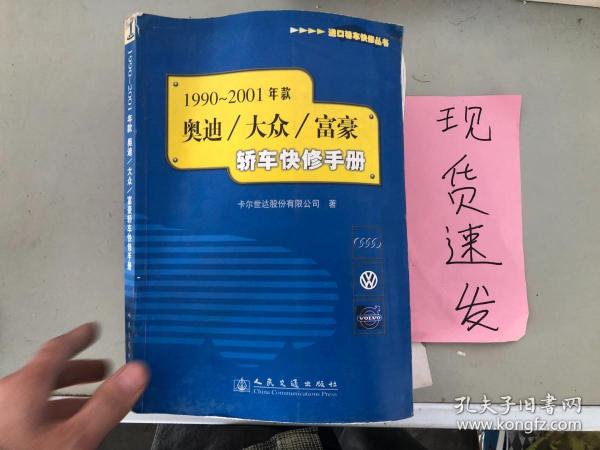 1990~2001年款 奥迪/大众/富豪轿车快修手册
进口轿车快修丛书
1990~2001年款
奥迪/大众/富豪
轿车快修手册
卡尔世达股份有限公司 著
VOLVO
人民交通出版社
China Communications Press
现
货
速
发
孔夫子旧书网
www.kongfz.com